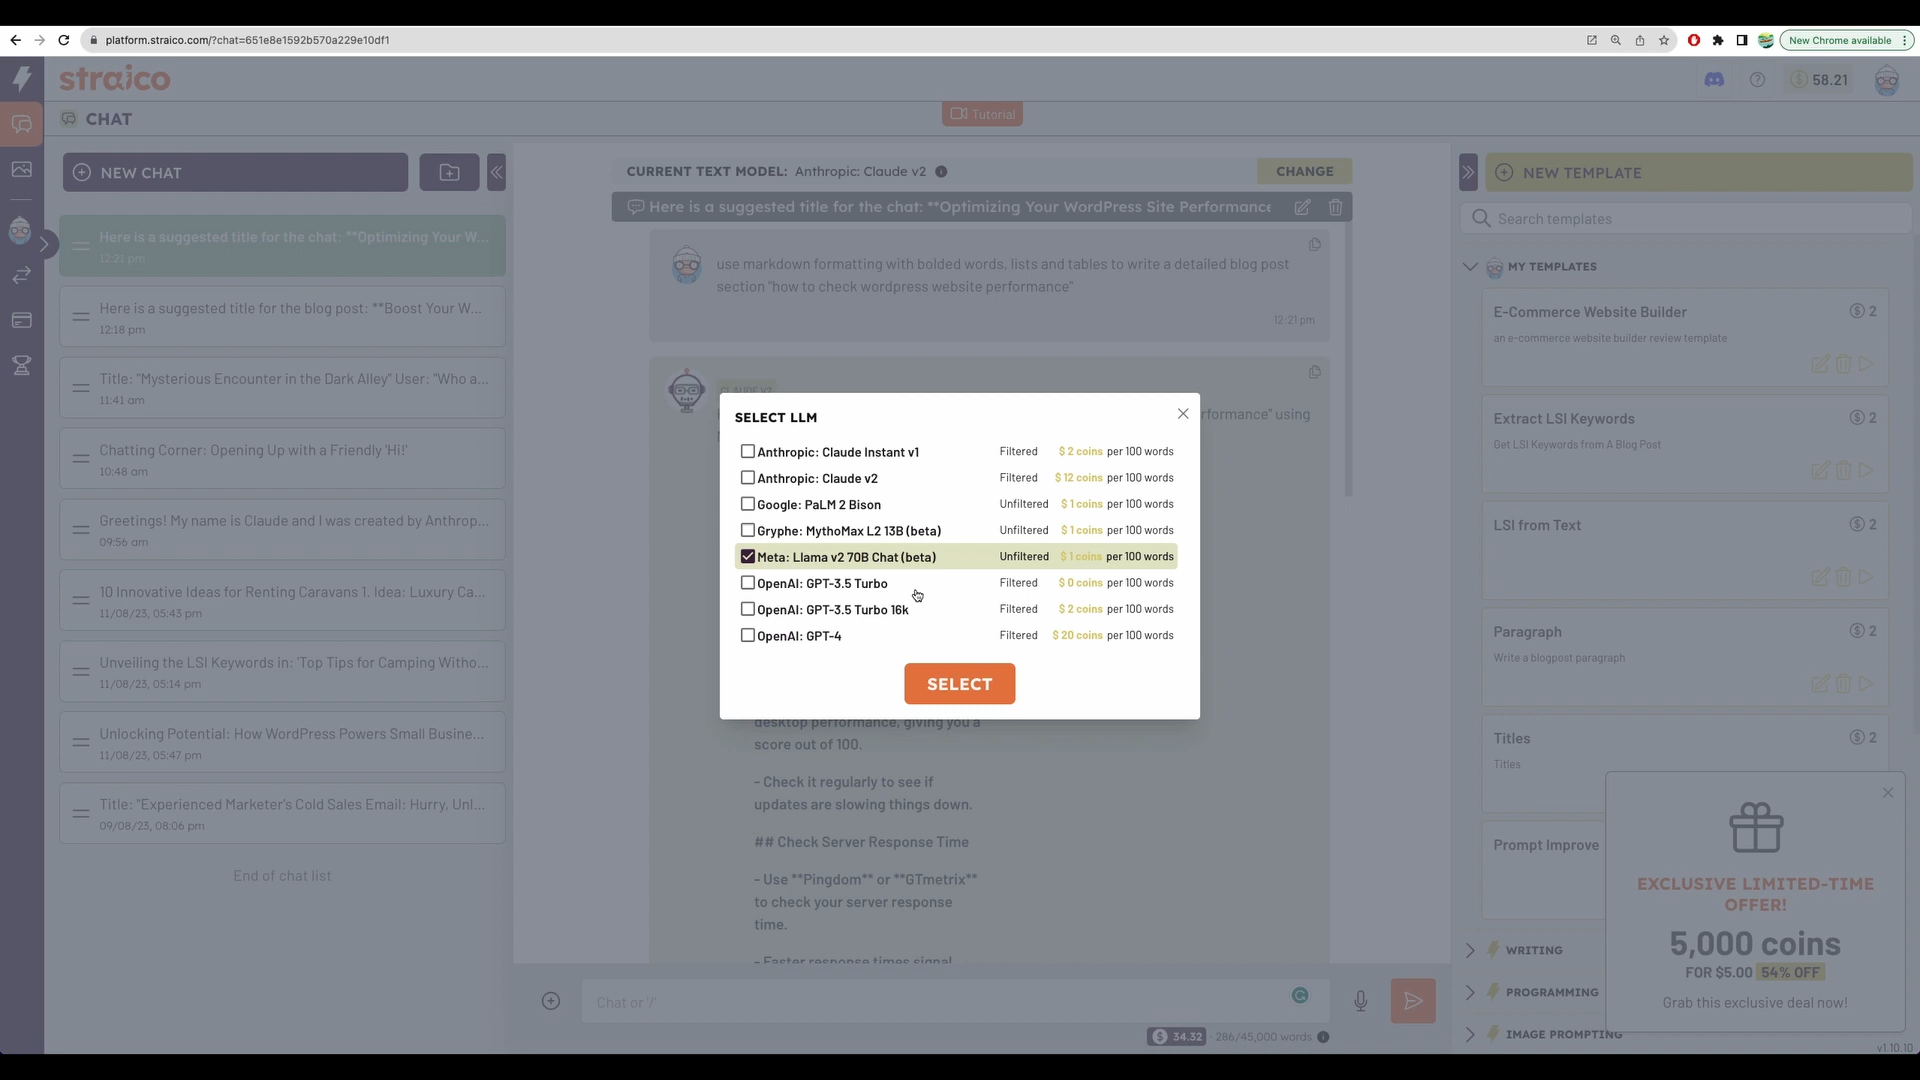 platform.straico.com/?chat=651e8e1592b570a229e10df1
New Chrome available
straico
58.21
CHAT
Tutorial
NEW CHAT
Here is a suggested title for the chat: **Optimizing Your W...
12:21 pm
Here is a suggested title for the blog post: **Boost Your W...
12:18 pm
Title: "Mysterious Encounter in the Dark Alley" User: "Who a...
11:41 am
Chatting Corner: Opening Up with a Friendly 'Hi!'
10:48 am
Greetings! My name is Claude and I was created by Anthrop...
09:56 am
10 Innovative Ideas for Renting Caravans 1. Idea: Luxury Ca...
11/08/23, 05:43 pm
Unveiling the LSI Keywords in: 'Top Tips for Camping Witho...
11/08/23, 05:14 pm
Unlocking Potential: How WordPress Powers Small Busine...
11/08/23, 05:47 pm
Title: "Experienced Marketer's Cold Sales Email: Hurry, Unl...
09/08/23, 08:06 pm
End of chat list
CURRENT TEXT MODEL: Anthropic: Claude v2
CHANGE
Here is a suggested title for the chat: **Optimizing Your WordPress Site Performance
use markdown formatting with bolded words, lists and tables to write a detailed blog post
section "how to check wordpress website performance"
12:21 pm
CLAUDE V2
rformance" using
SELECT LLM
Anthropic: Claude Instant v1 Filtered $ 2 coins per 100 words
Anthropic: Claude v2 Filtered $ 12 coins per 100 words
Google: PaLM 2 Bison Unfiltered $ 1 coins per 100 words
Gryphe: MythoMax L2 13B (beta) Unfiltered $ 1 coins per 100 words
Meta: Llama v2 70B Chat (beta) Unfiltered $ 1 coins per 100 words
OpenAI: GPT-3.5 Turbo Filtered $ 0 coins per 100 words
OpenAI: GPT-3.5 Turbo 16k Filtered $ 2 coins per 100 words
OpenAI: GPT-4 Filtered $ 20 coins per 100 words
SELECT
desktop performance, giving you a
score out of 100.
- Check it regularly to see if
updates are slowing things down.
## Check Server Response Time
- Use **Pingdom** or **GTmetrix**
to check your server response
time.
- Faster response times signal
Chat or '/'
$ 34.32 - 286/45,000 words
NEW TEMPLATE
Search templates
MY TEMPLATES
E-Commerce Website Builder $ 2
an e-commerce website builder review template
Extract LSI Keywords $ 2
Get LSI Keywords from A Blog Post
LSI from Text $ 2
Paragraph $ 2
Write a blogpost paragraph
Titles $ 2
Titles
Prompt Improve
WRITING
PROGRAMMING
IMAGE PROMPTING
EXCLUSIVE LIMITED-TIME
OFFER!
5,000 coins
FOR $5.00 54% OFF
Grab this exclusive deal now!
v1.10.10